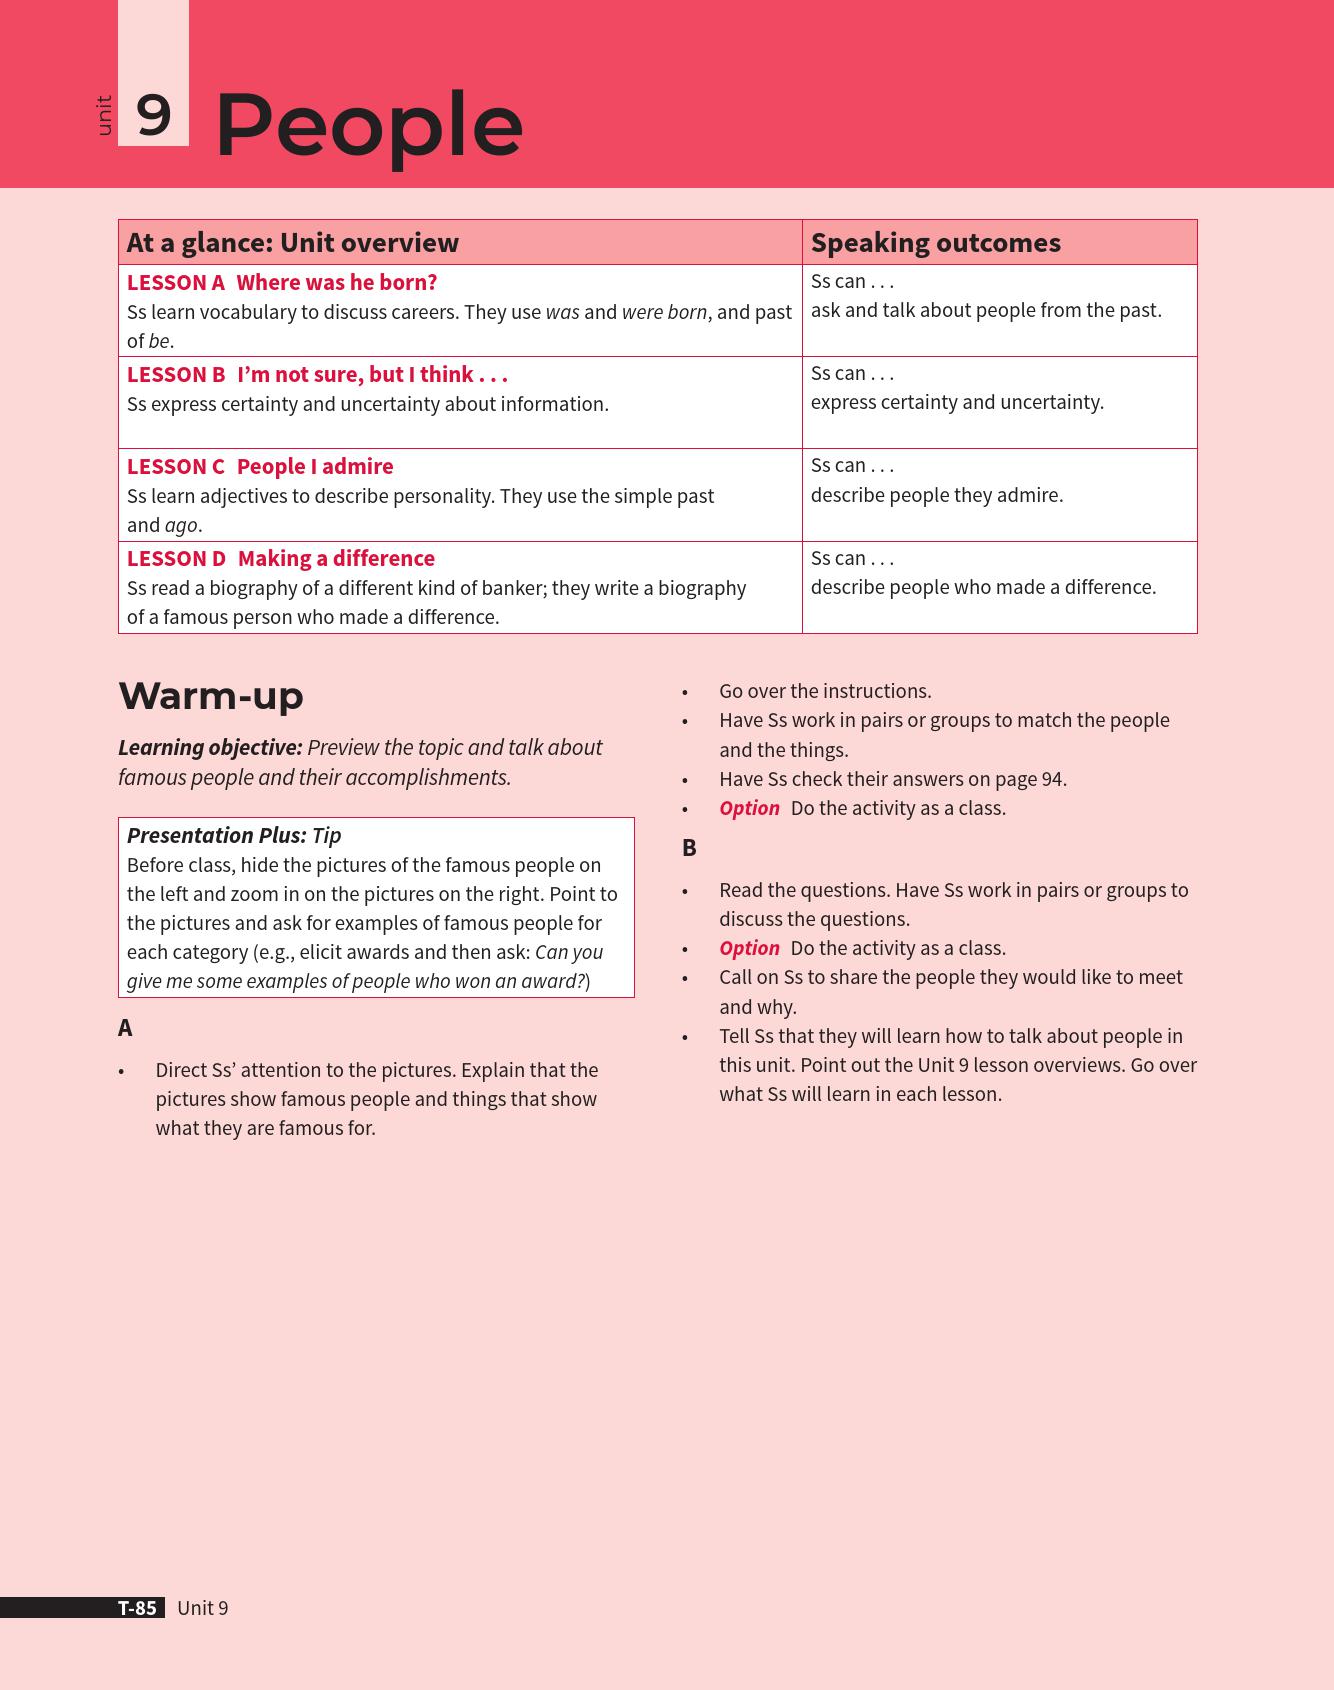 unit
9
People
At a glance: Unit overview
Speaking outcomes
LESSON A Where was he born?
Ss learn vocabulary to discuss careers. They use was and were born, and past
of be.
Ss can . . .
ask and talk about people from the past.
LESSON B I’m not sure, but I think . . .
Ss express certainty and uncertainty about information.
Ss can . . .
express certainty and uncertainty.
LESSON C People I admire
Ss learn adjectives to describe personality. They use the simple past
and ago.
Ss can . . .
describe people they admire.
LESSON D Making a difference
Ss read a biography of a different kind of banker; they write a biography
of a famous person who made a difference.
Ss can . . .
describe people who made a difference.
Warm-up
Learning objective: Preview the topic and talk about
famous people and their accomplishments.
Presentation Plus: Tip
Before class, hide the pictures of the famous people on
the left and zoom in on the pictures on the right. Point to
the pictures and ask for examples of famous people for
each category (e.g., elicit awards and then ask: Can you
give me some examples of people who won an award?)
A
• Direct Ss’ attention to the pictures. Explain that the
pictures show famous people and things that show
what they are famous for.
• Go over the instructions.
• Have Ss work in pairs or groups to match the people
and the things.
• Have Ss check their answers on page 94.
• Option Do the activity as a class.
B
• Read the questions. Have Ss work in pairs or groups to
discuss the questions.
• Option Do the activity as a class.
• Call on Ss to share the people they would like to meet
and why.
• Tell Ss that they will learn how to talk about people in
this unit. Point out the Unit 9 lesson overviews. Go over
what Ss will learn in each lesson.
T-85 Unit 9